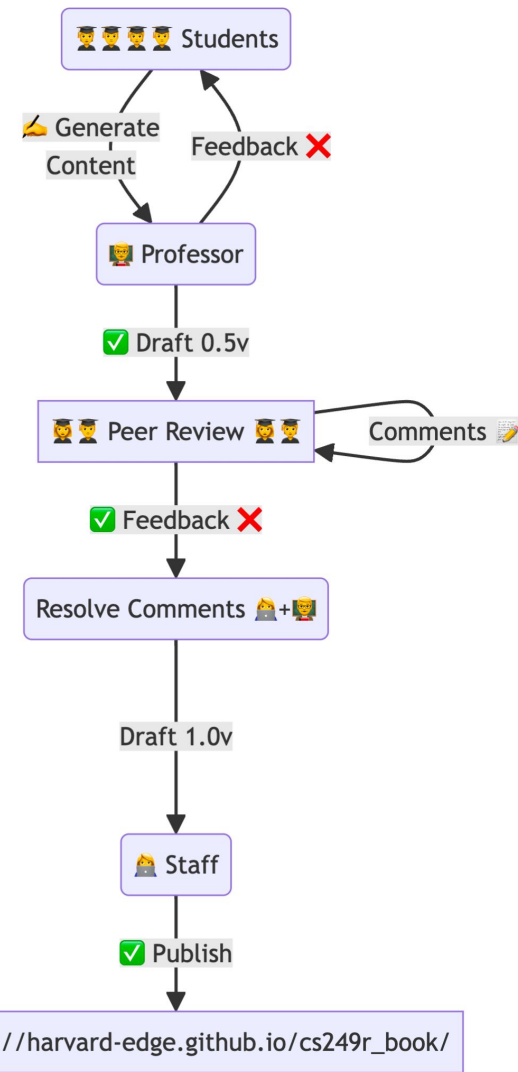 Students
Generate
Content
Feedback
Professor
Draft 0.5v
Peer Review
Comments
Feedback
Resolve Comments +
Draft 1.0v
Staff
Publish
//harvard-edge.github.io/cs249r_book/